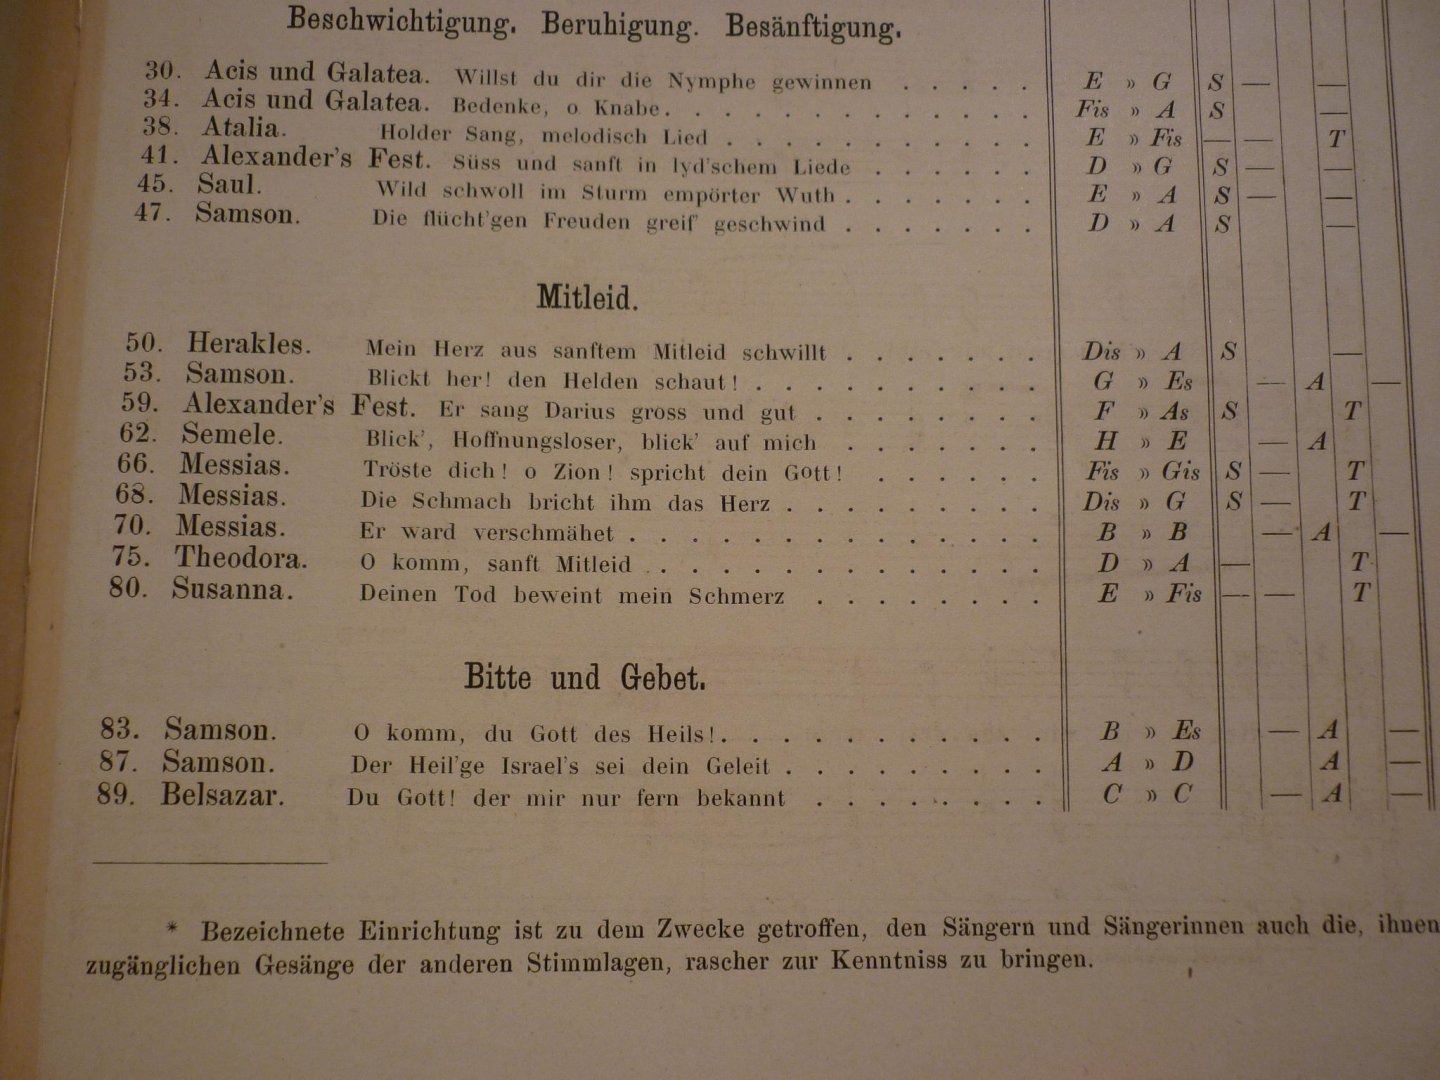 Beschwichtigung. Beruhigung. Besänftigung.
30. Acis und Galatea. Willst du dir die Nymphe gewinnen . . . . . E » G S — —
34. Acis und Galatea. Bedenke, o Knabe. . . . . . . . . . . . . . Fis » A S —
38. Atalia. Holder Sang, melodisch Lied . . . . . . . . . . . E » Fis — — T
41. Alexander's Fest. Süss und sanft in lyd'schem Liede . . . . . . D » G S — —
45. Saul. Wild schwoll im Sturm empörter Wuth . . . . . . . E » A S — —
47. Samson. Die flücht'gen Freuden greif' geschwind . . . . . . . D » A S —
Mitleid.
50. Herakles. Mein Herz aus sanftem Mitleid schwillt . . . . . . . Dis » A S —
53. Samson. Blickt her! den Helden schaut! . . . . . . . . . . G » Es — A —
59. Alexander's Fest. Er sang Darius gross und gut . . . . . . . . F » As S T
62. Semele. Blick', Hoffnungsloser, blick' auf mich . . . . . . . H » E — A
66. Messias. Tröste dich! o Zion! spricht dein Gott! . . . . . . Fis » Gis S — T
68. Messias. Die Schmach bricht ihm das Herz . . . . . . . . . Dis » G S — T
70. Messias. Er ward verschmähet . . . . . . . . . . . . . . B » B — A —
75. Theodora. O komm, sanft Mitleid . . . . . . . . . . . . . D » A — T
80. Susanna. Deinen Tod beweint mein Schmerz . . . . . . . . E » Fis — — T
Bitte und Gebet.
83. Samson. O komm, du Gott des Heils! . . . . . . . . . . . B » Es — A —
87. Samson. Der Heil'ge Israel's sei dein Geleit . . . . . . . . . A » D A —
89. Belsazar. Du Gott! der mir nur fern bekannt . . . . . . . . C » C — A —
* Bezeichnete Einrichtung ist zu dem Zwecke getroffen, den Sängern und Sängerinnen auch die, ihnen
zugänglichen Gesänge der anderen Stimmlagen, rascher zur Kenntniss zu bringen.